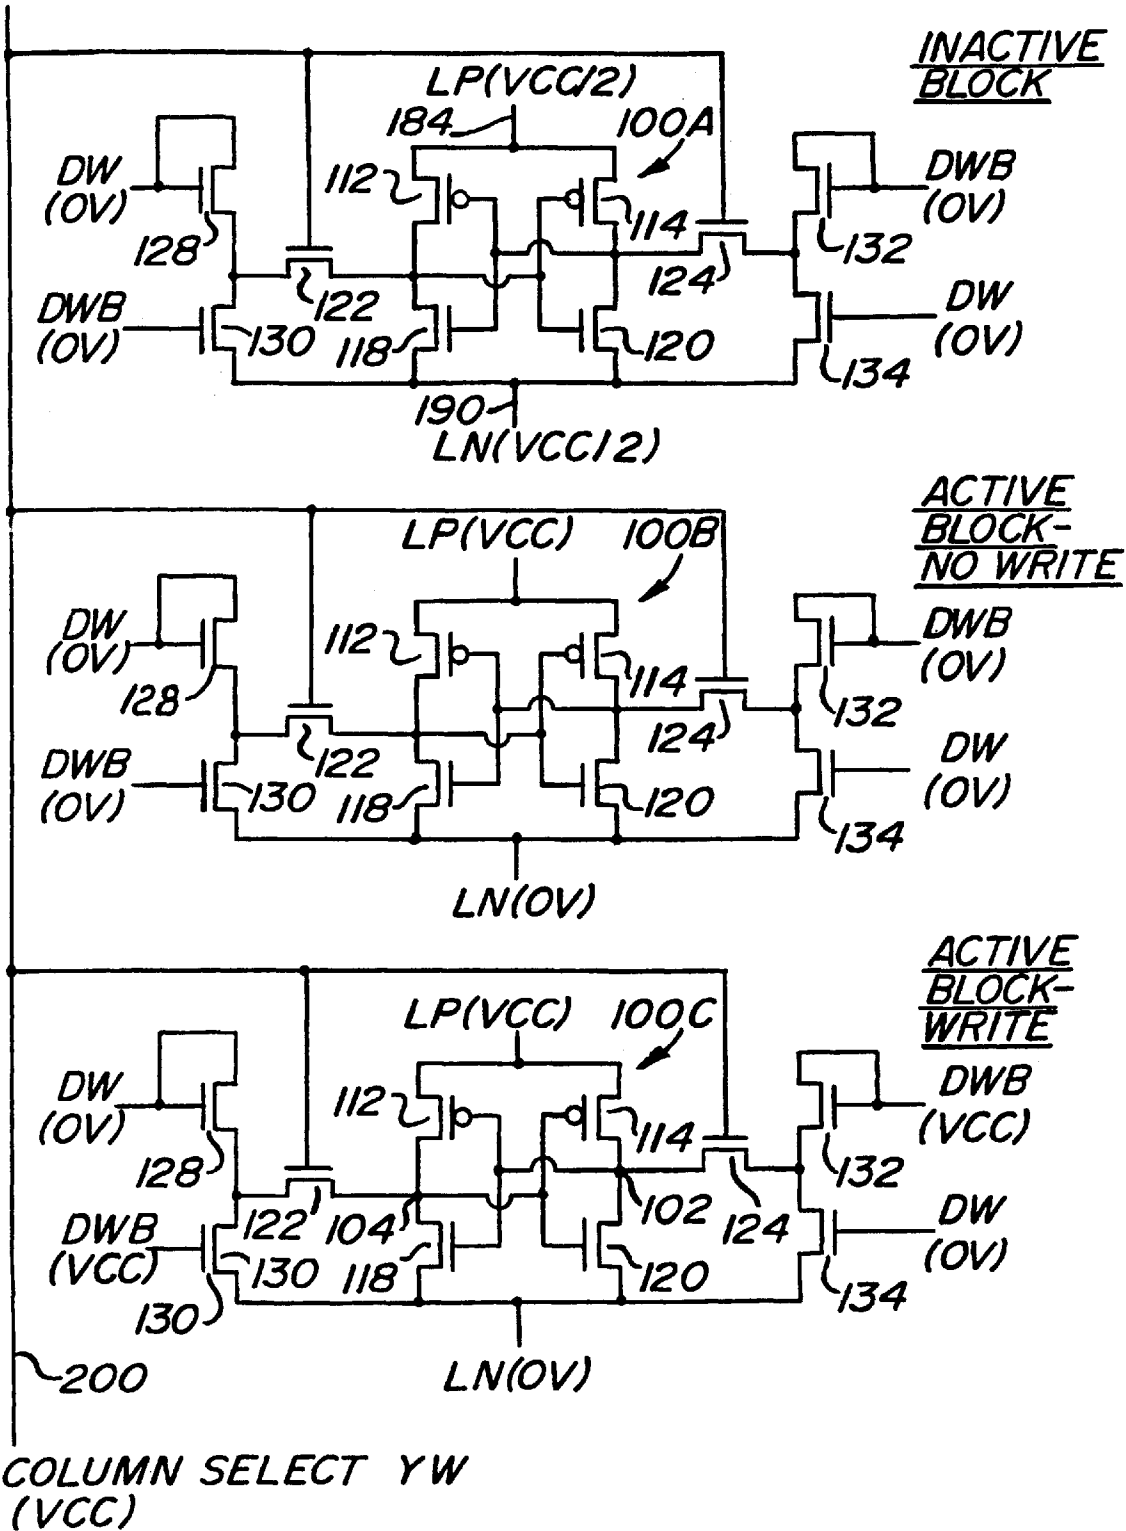 INACTIVE
BLOCK
LP(VCC/2)
184
100A
112
DW
(0V)
DWB
(0V)
128
114
132
124
122
DWB
(0V)
130
118
120
DW
(0V)
134
190
LN(VCC/2)
ACTIVE
BLOCK-
NO WRITE
LP(VCC)
100B
DW
(0V)
112
DWB
(0V)
128
114
132
124
122
DWB
(0V)
130
118
120
DW
(0V)
134
LN(0V)
ACTIVE
BLOCK-
WRITE
LP(VCC)
100C
DW
(0V)
112
DWB
(VCC)
128
114
132
122
104
102
124
DWB
(VCC)
130
130
118
120
DW
(0V)
134
LN(0V)
200
COLUMN SELECT YW
(VCC)